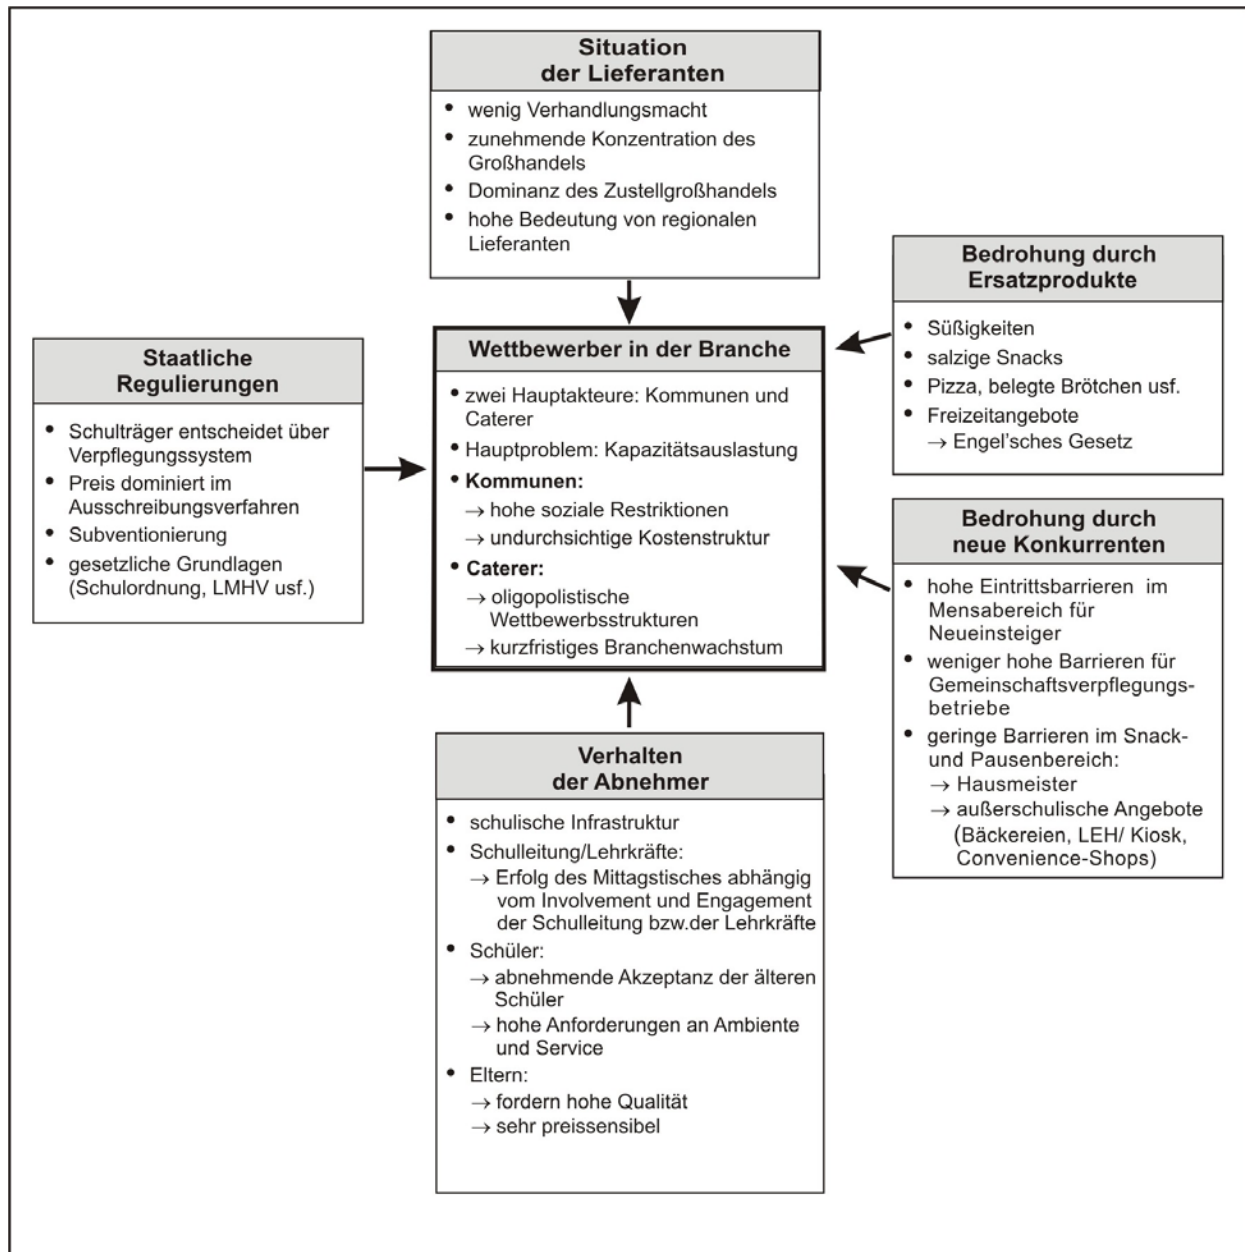 Situation
der Lieferanten
• wenig Verhandlungsmacht
• zunehmende Konzentration des
Großhandels
• Dominanz des Zustellgroßhandels
• hohe Bedeutung von regionalen
Lieferanten
Bedrohung durch
Ersatzprodukte
• Süßigkeiten
• salzige Snacks
• Pizza, belegte Brötchen usf.
• Freizeitangebote
→ Engel'sches Gesetz
Staatliche
Regulierungen
• Schulträger entscheidet über
Verpflegungssystem
• Preis dominiert im
Ausschreibungsverfahren
• Subventionierung
• gesetzliche Grundlagen
(Schulordnung, LMHV usf.)
Wettbewerber in der Branche
• zwei Hauptakteure: Kommunen und
Caterer
• Hauptproblem: Kapazitätsauslastung
• Kommunen:
→ hohe soziale Restriktionen
→ undurchsichtige Kostenstruktur
• Caterer:
→ oligopolistische
Wettbewerbsstrukturen
→ kurzfristiges Branchenwachstum
Bedrohung durch
neue Konkurrenten
• hohe Eintrittsbarrieren im
Mensabereich für
Neueinsteiger
• weniger hohe Barrieren für
Gemeinschaftsverpflegungs-
betriebe
• geringe Barrieren im Snack-
und Pausenbereich:
→ Hausmeister
→ außerschulische Angebote
(Bäckereien, LEH/ Kiosk,
Convenience-Shops)
Verhalten
der Abnehmer
• schulische Infrastruktur
• Schulleitung/Lehrkräfte:
→ Erfolg des Mittagstisches abhängig
vom Involvement und Engagement
der Schulleitung bzw.der Lehrkräfte
• Schüler:
→ abnehmende Akzeptanz der älteren
Schüler
→ hohe Anforderungen an Ambiente
und Service
• Eltern:
→ fordern hohe Qualität
→ sehr preissensibel